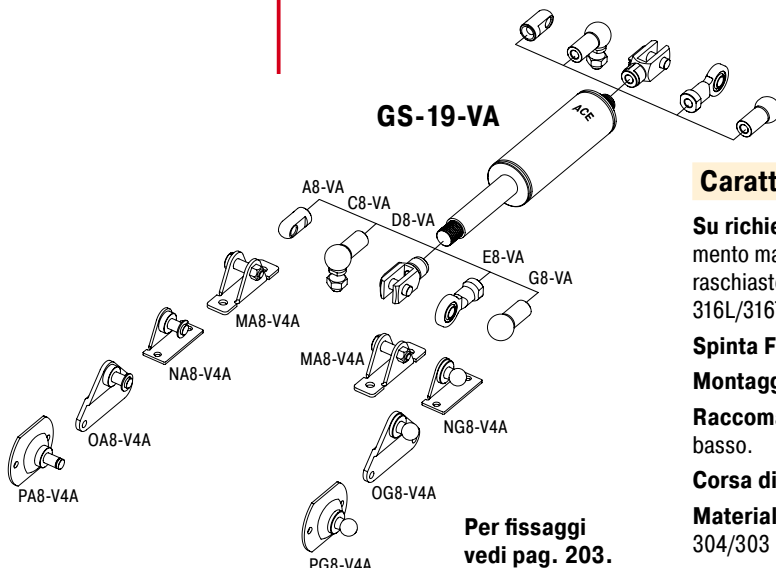 GS-19-VA
ACE
A8-VA
C8-VA
D8-VA
E8-VA
G8-VA
MA8-V4A
NA8-V4A
OA8-V4A
PA8-V4A
MA8-V4A
NG8-V4A
OG8-V4A
PG8-V4A
Per fissaggi
vedi pag. 203.
Caratt
Su richie
mento ma
raschiasto
316L/316
Spinta F
Montagg
Raccoma
basso.
Corsa di
Material
304/303